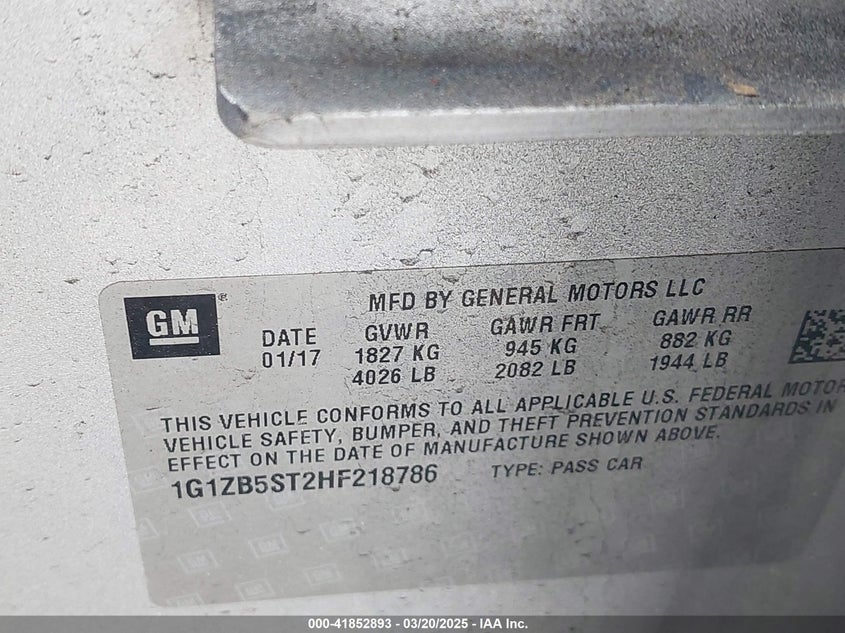 GM®
MFD BY GENERAL MOTORS LLC
DATE GVWR GAWR FRT GAWR RR
01/17 1827 KG 945 KG 882 KG
4026 LB 2082 LB 1944 LB
THIS VEHICLE CONFORMS TO ALL APPLICABLE U.S. FEDERAL MOTOR
VEHICLE SAFETY, BUMPER, AND THEFT PREVENTION STANDARDS IN
EFFECT ON THE DATE OF MANUFACTURE SHOWN ABOVE.
1G1ZB5ST2HF218786 TYPE: PASS CAR
000-41852893 - 03/20/2025 - IAA Inc.